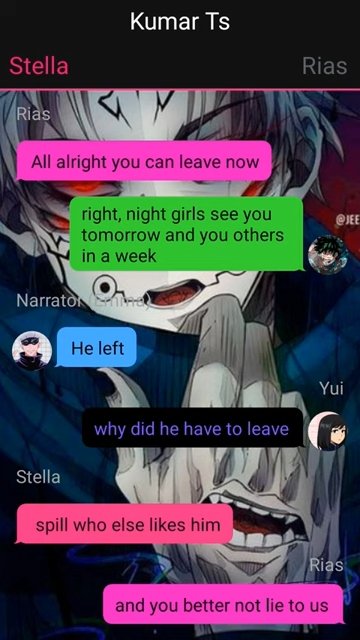 Kumar Ts
Stella
Rias
Rias
All alright you can leave now
right, night girls see you
tomorrow and you others
in a week
@JEE
Narrator (Emma)
He left
Yui
why did he have to leave
Stella
spill who else likes him
Rias
and you better not lie to us